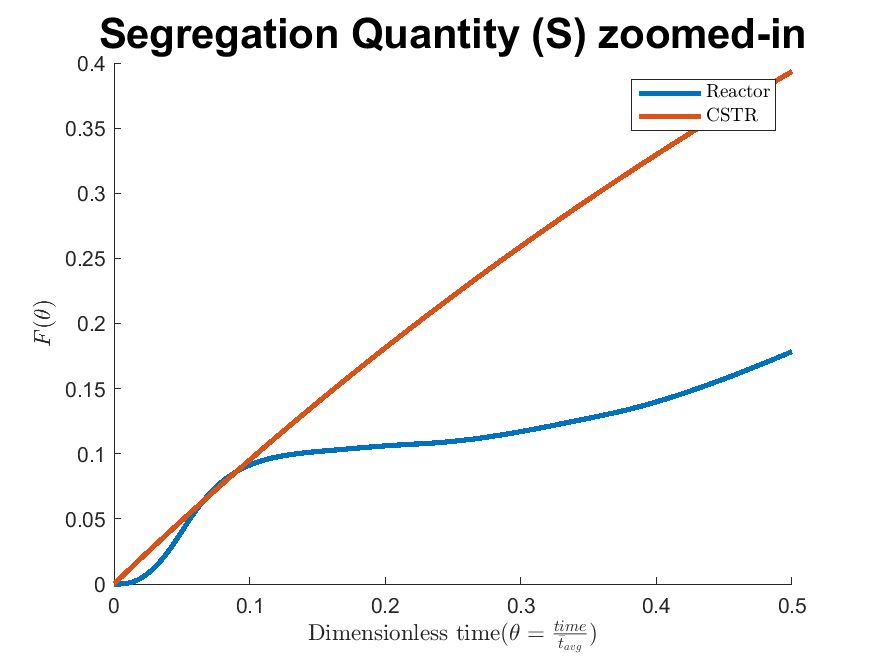 Segregation Quantity (S) zoomed-in
0.4
0.35
0.3
0.25
0.2
0.15
0.1
0.05
0
F(θ)
Reactor
CSTR
0 0.1 0.2 0.3 0.4 0.5
Dimensionless time(θ = time/t̄_avg)